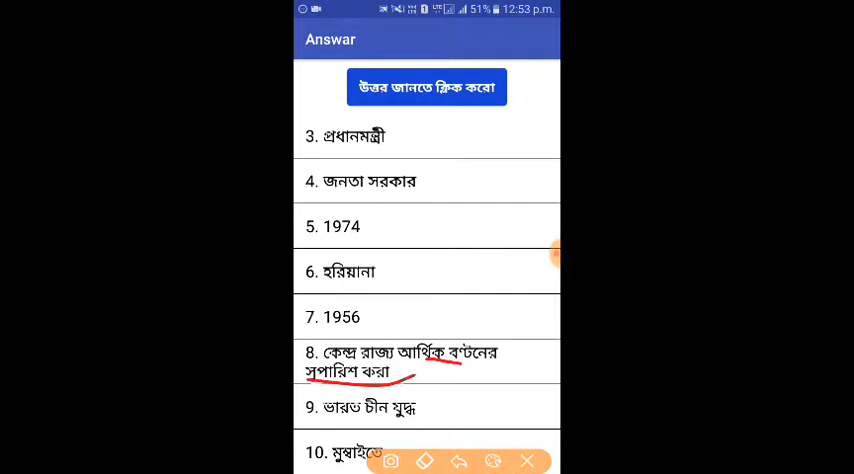 51% 12:53 p.m.
Answar
উত্তর জানতে ক্লিক করো
3. প্রধানমন্ত্রী
4. জনতা সরকার
5. 1974
6. হরিয়ানা
7. 1956
8. কেন্দ্র রাজ্য আর্থিক বণ্টনের
সুপারিশ করা
9. ভারত চীন যুদ্ধ
10. মুম্বাইতে